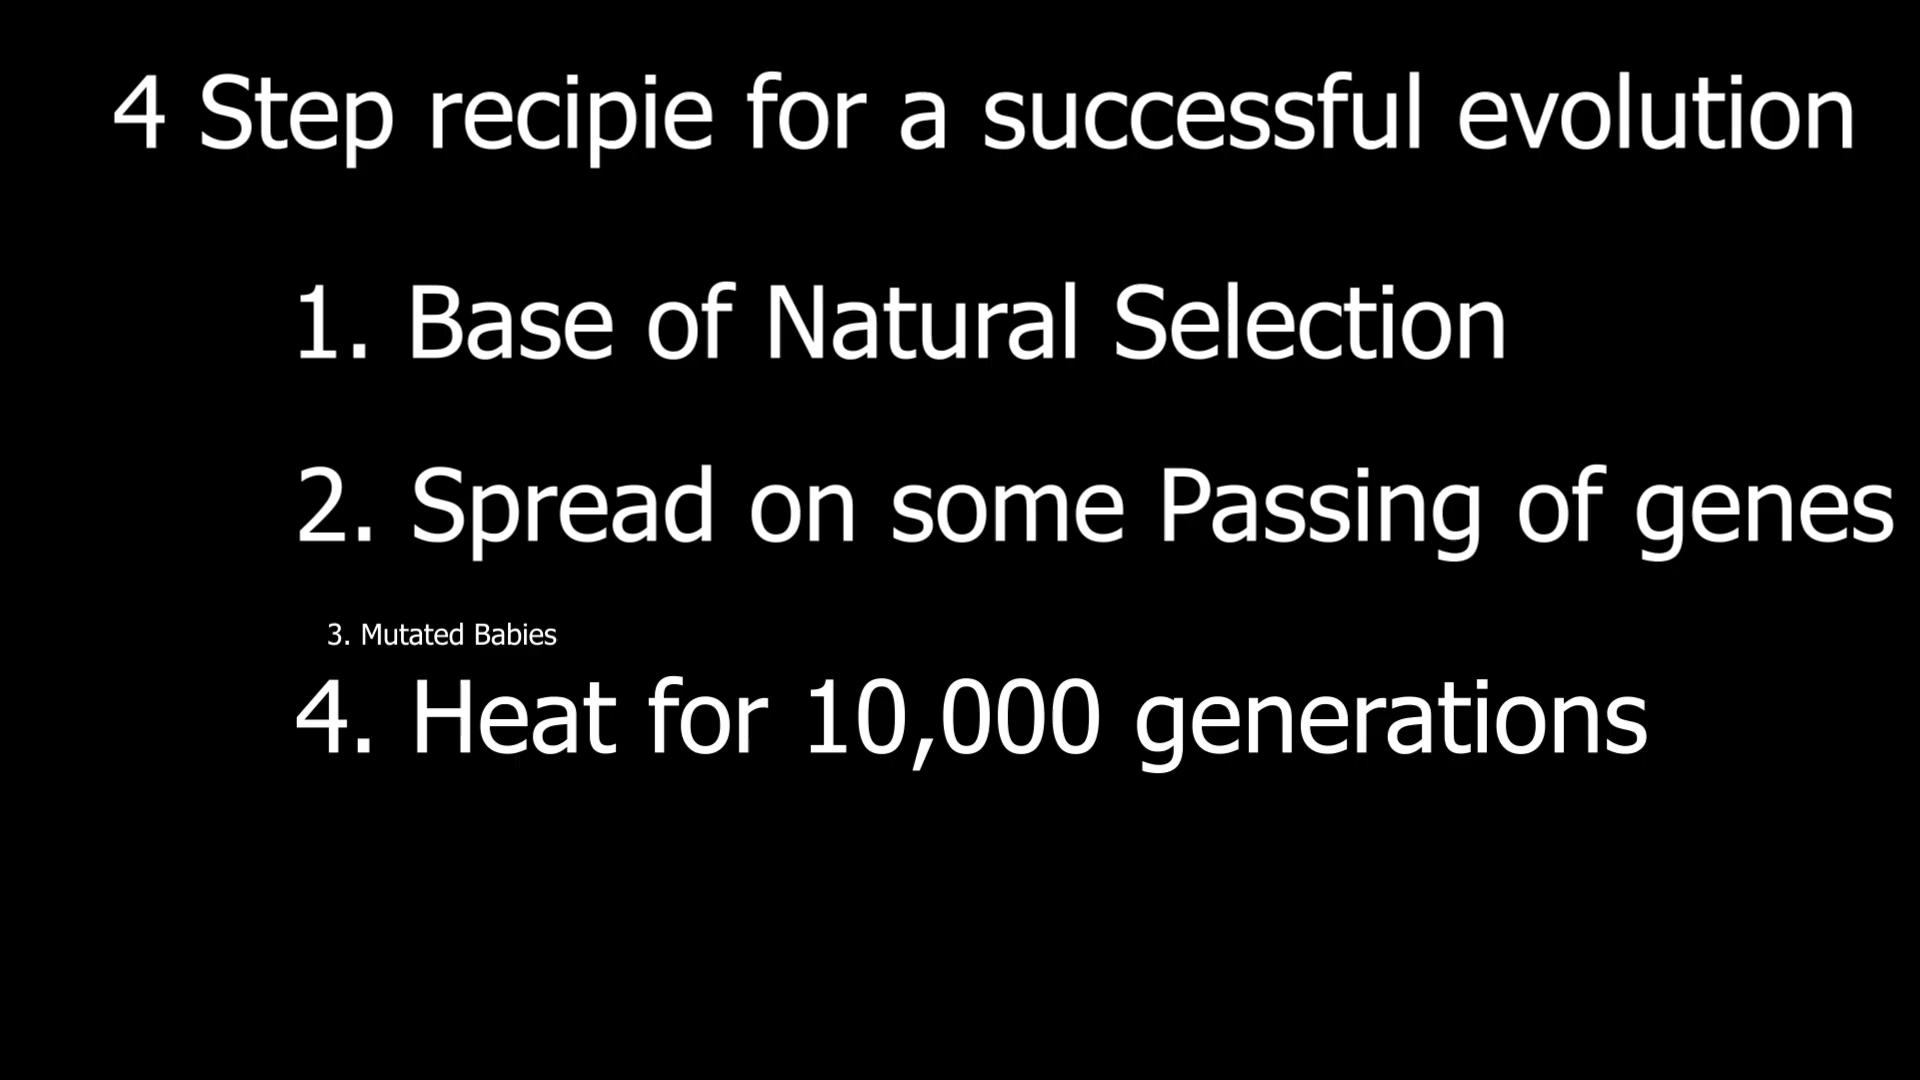 4 Step recipie for a successful evolution
1. Base of Natural Selection
2. Spread on some Passing of genes
3. Mutated Babies
4. Heat for 10,000 generations